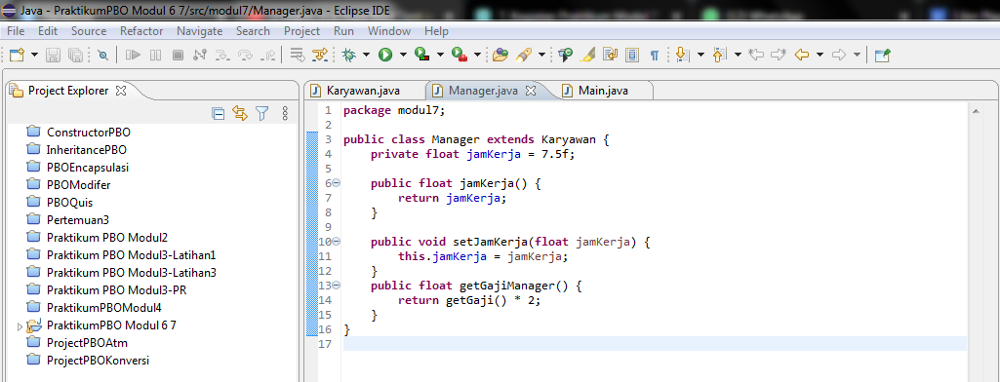 Java - PraktikumPBO Modul 6 7/src/modul7/Manager.java - Eclipse IDE
File Edit Source Refactor Navigate Search Project Run Window Help
Project Explorer
Karyawan.java Manager.java Main.java
ConstructorPBO
InheritancePBO
PBOEncapsulasi
PBOModifer
PBOQuis
Pertemuan3
Praktikum PBO Modul2
Praktikum PBO Modul3-Latihan1
Praktikum PBO Modul3-Latihan3
Praktikum PBO Modul3-PR
PraktikumPBOModul4
PraktikumPBO Modul 6 7
ProjectPBOAtm
ProjectPBOKonversi
1 package modul7;
2
3 public class Manager extends Karyawan {
4 private float jamKerja = 7.5f;
5
6 public float jamKerja() {
7 return jamKerja;
8 }
9
10 public void setJamKerja(float jamKerja) {
11 this.jamKerja = jamKerja;
12 }
13 public float getGajiManager() {
14 return getGaji() * 2;
15 }
16 }
17